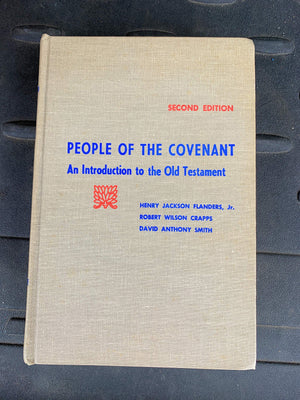 SECOND EDITION
PEOPLE OF THE COVENANT
An Introduction to the Old Testament
HENRY JACKSON FLANDERS, Jr.
ROBERT WILSON CRAPPS
DAVID ANTHONY SMITH